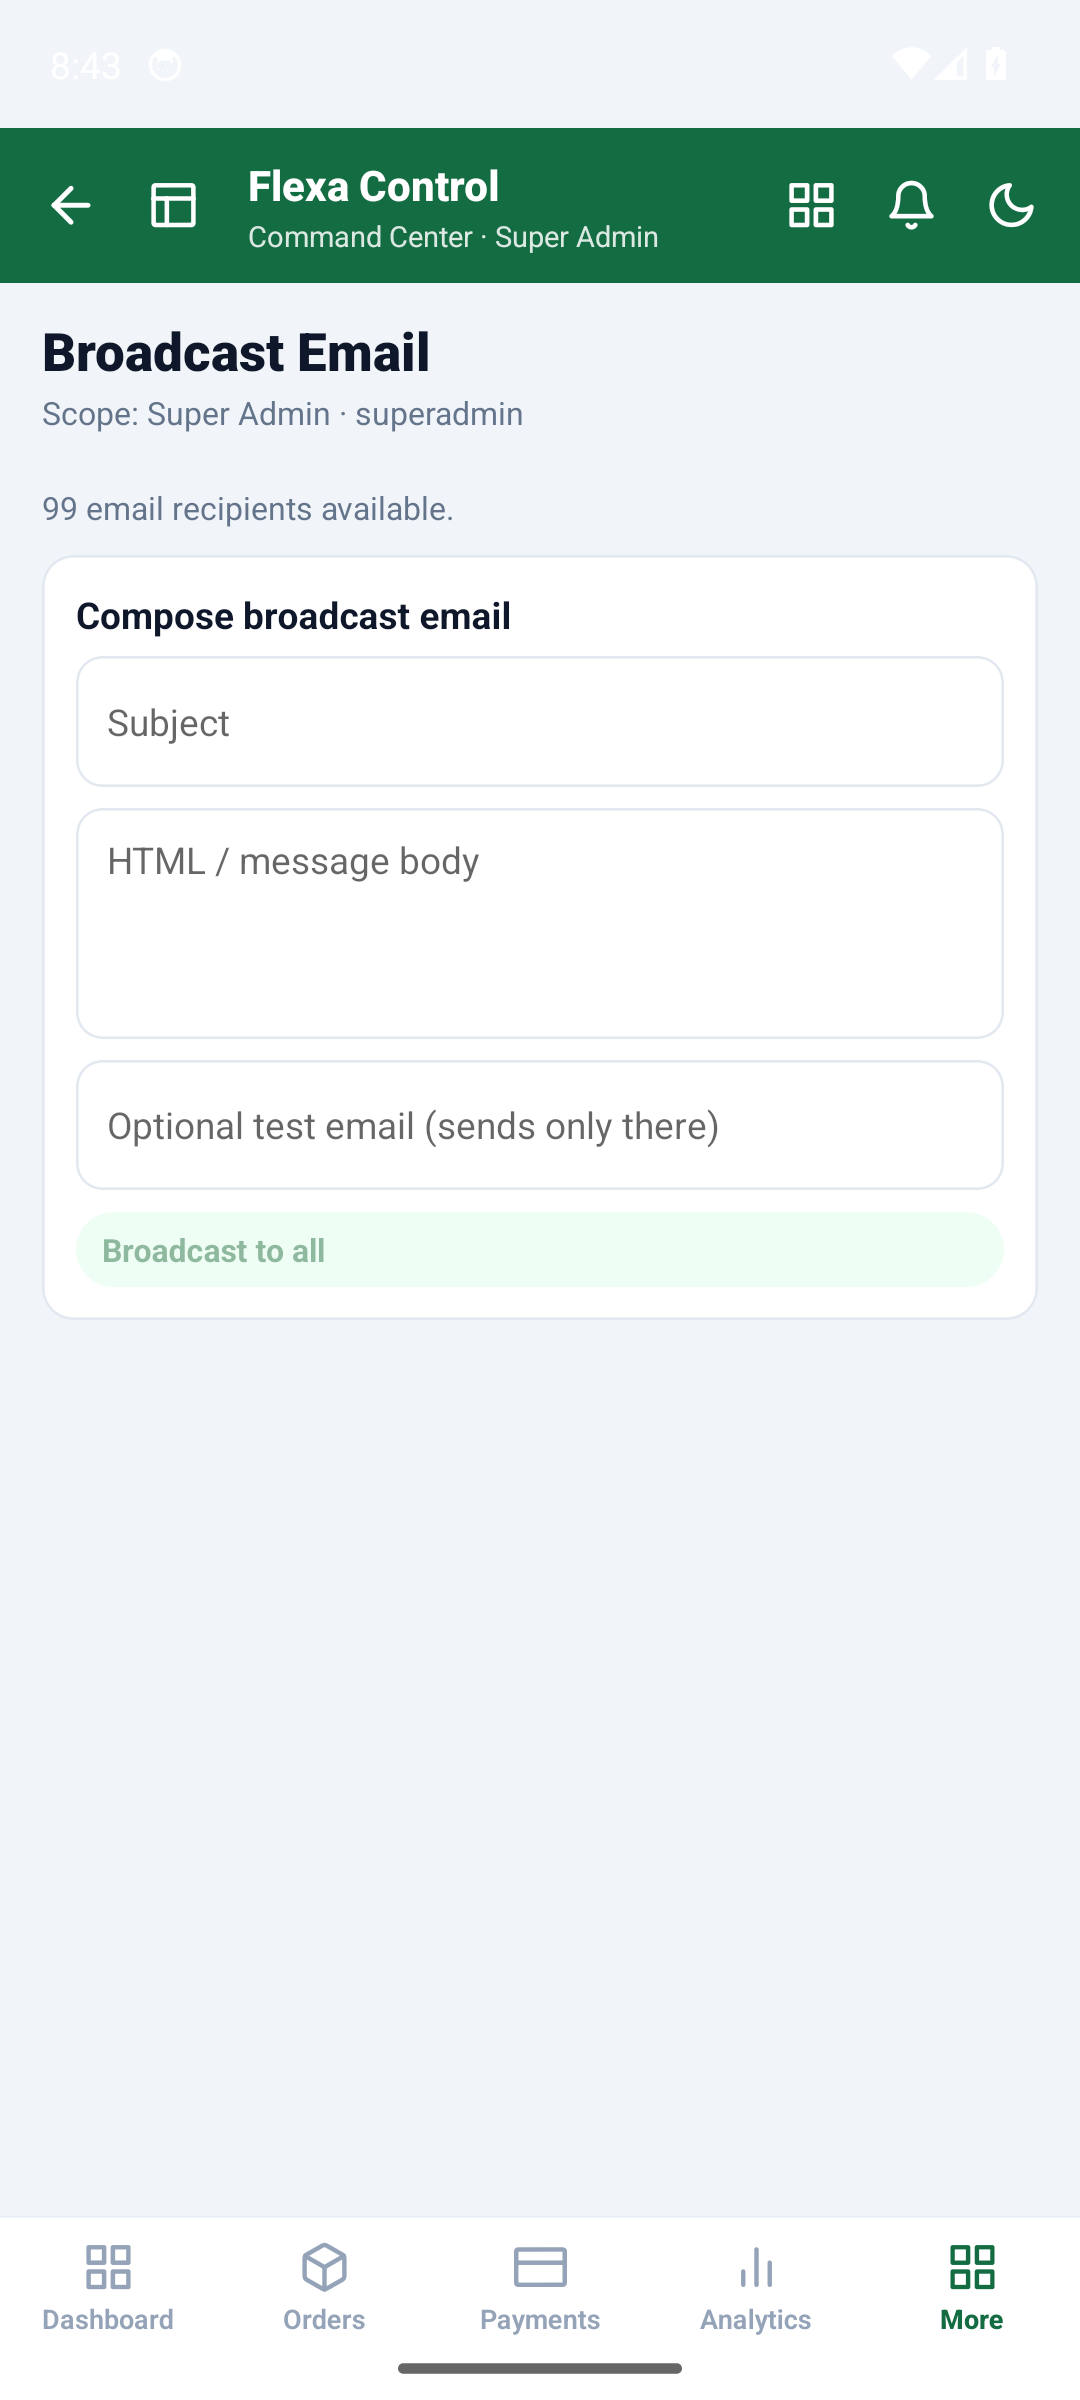 8:43
Flexa Control
Command Center · Super Admin
Broadcast Email
Scope: Super Admin · superadmin
99 email recipients available.
Compose broadcast email
Subject
HTML / message body
Optional test email (sends only there)
Broadcast to all
Dashboard
Orders
Payments
Analytics
More